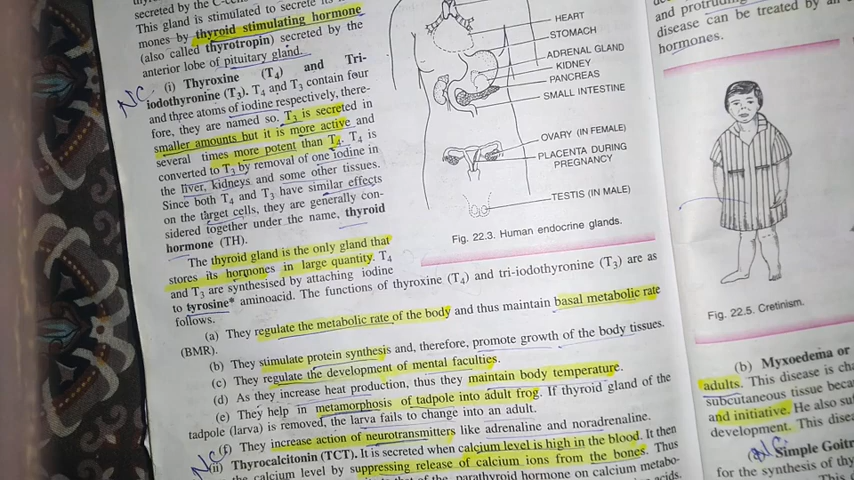 secreted by the C-cells
This gland is stimulated to secrete its
mones by thyroid stimulating hormone
(also called thyrotropin) secreted by the
anterior lobe of pituitary gland.
NC (i) Thyroxine (T4) and Tri-
iodothyronine (T3). T4 and T3 contain four
and three atoms of iodine respectively, there-
fore, they are named so. T3 is secreted in
smaller amounts but it is more active and
several times more potent than T4. T4 is
converted to T3 by removal of one iodine in
the liver, kidneys and some other tissues.
Since both T4 and T3 have similar effects
on the target cells, they are generally con-
sidered together under the name, thyroid
hormone (TH).
The thyroid gland is the only gland that
stores its hormones in large quantity. T4
and T3 are synthesised by attaching iodine
to tyrosine* aminoacid. The functions of thyroxine (T4) and tri-iodothyronine (T3) are as
follows.
(a) They regulate the metabolic rate of the body and thus maintain basal metabolic rate
(BMR).
(b) They stimulate protein synthesis and, therefore, promote growth of the body tissues.
(c) They regulate the development of mental faculties.
(d) As they increase heat production, thus they maintain body temperature.
(e) They help in metamorphosis of tadpole into adult frog. If thyroid gland of the
tadpole (larva) is removed, the larva fails to change into an adult.
(f) They increase action of neurotransmitters like adrenaline and noradrenaline.
NC (ii) Thyrocalcitonin (TCT). It is secreted when calcium level is high in the blood. It then
the calcium level by suppressing release of calcium ions from the bones. Thus
that of the parathyroid hormone on calcium metabo-
acids.
HEART
STOMACH
ADRENAL GLAND
KIDNEY
PANCREAS
SMALL INTESTINE
OVARY (IN FEMALE)
PLACENTA DURING
PREGNANCY
TESTIS (IN MALE)
Fig. 22.3. Human endocrine glands.
and protruding
disease can be treated by
hormones.
Fig. 22.5. Cretinism.
(b) Myxoedema or
adults. This disease is
subcutaneous tissue
and initiative. He also
development. This
NC Simple
for the synthesis of